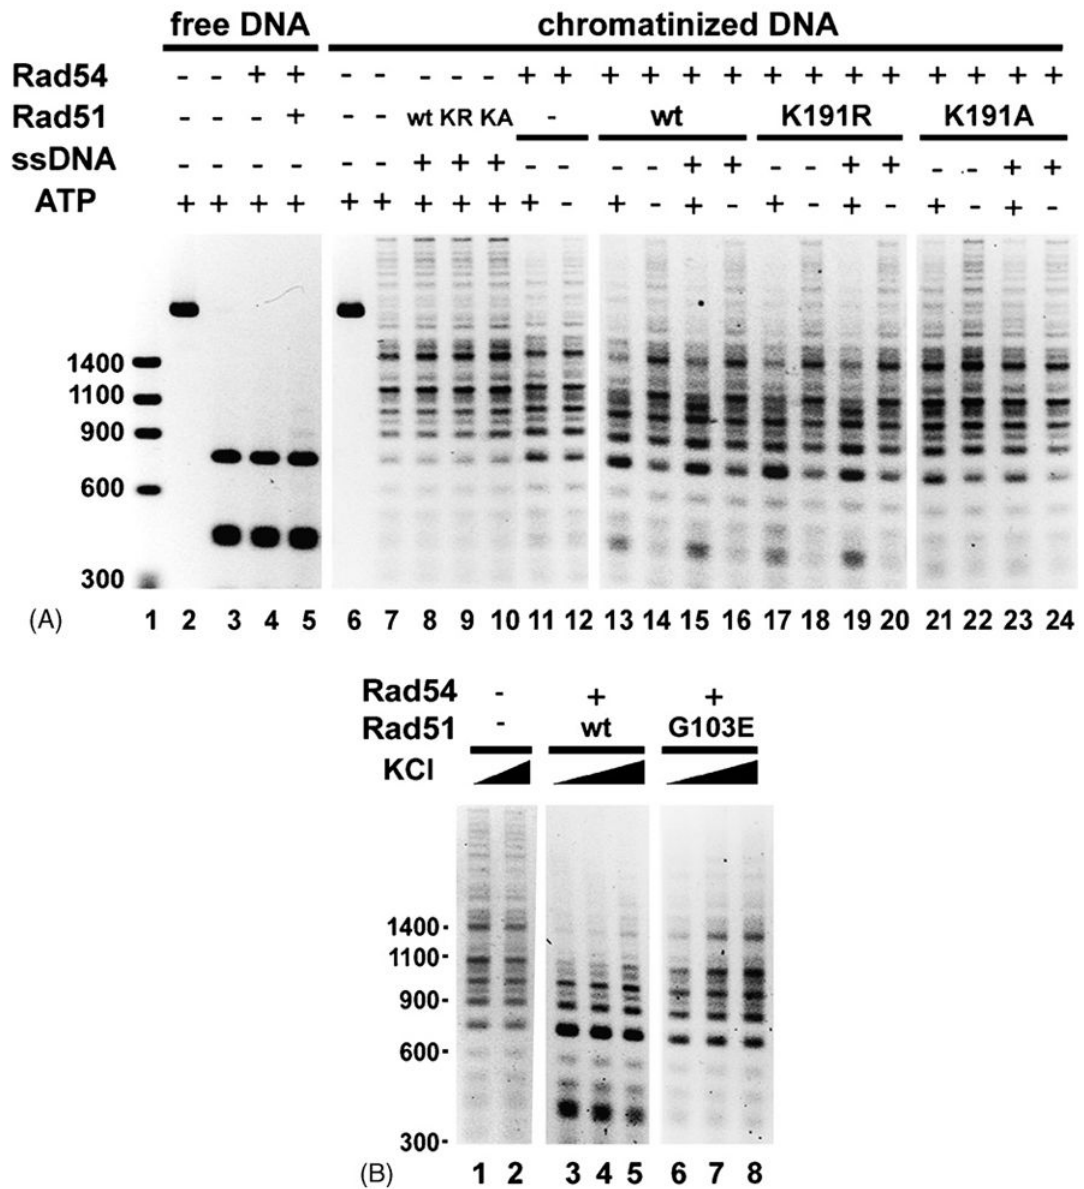 free DNA chromatinized DNA
Rad54 - - + + - - - - - + + + + + + + + + + + + + +
Rad51 - - - + - - wt KR KA - wt K191R K191A
ssDNA - - - - - - + + + - - - - + + - - + + - - + +
ATP + + + + + + + + + + - + - + - + - + - + - + -
1400
1100
900
600
300
(A) 1 2 3 4 5 6 7 8 9 10 11 12 13 14 15 16 17 18 19 20 21 22 23 24
Rad54 - + +
Rad51 - wt G103E
KCl
1400-
1100-
900-
600-
300-
(B) 1 2 3 4 5 6 7 8